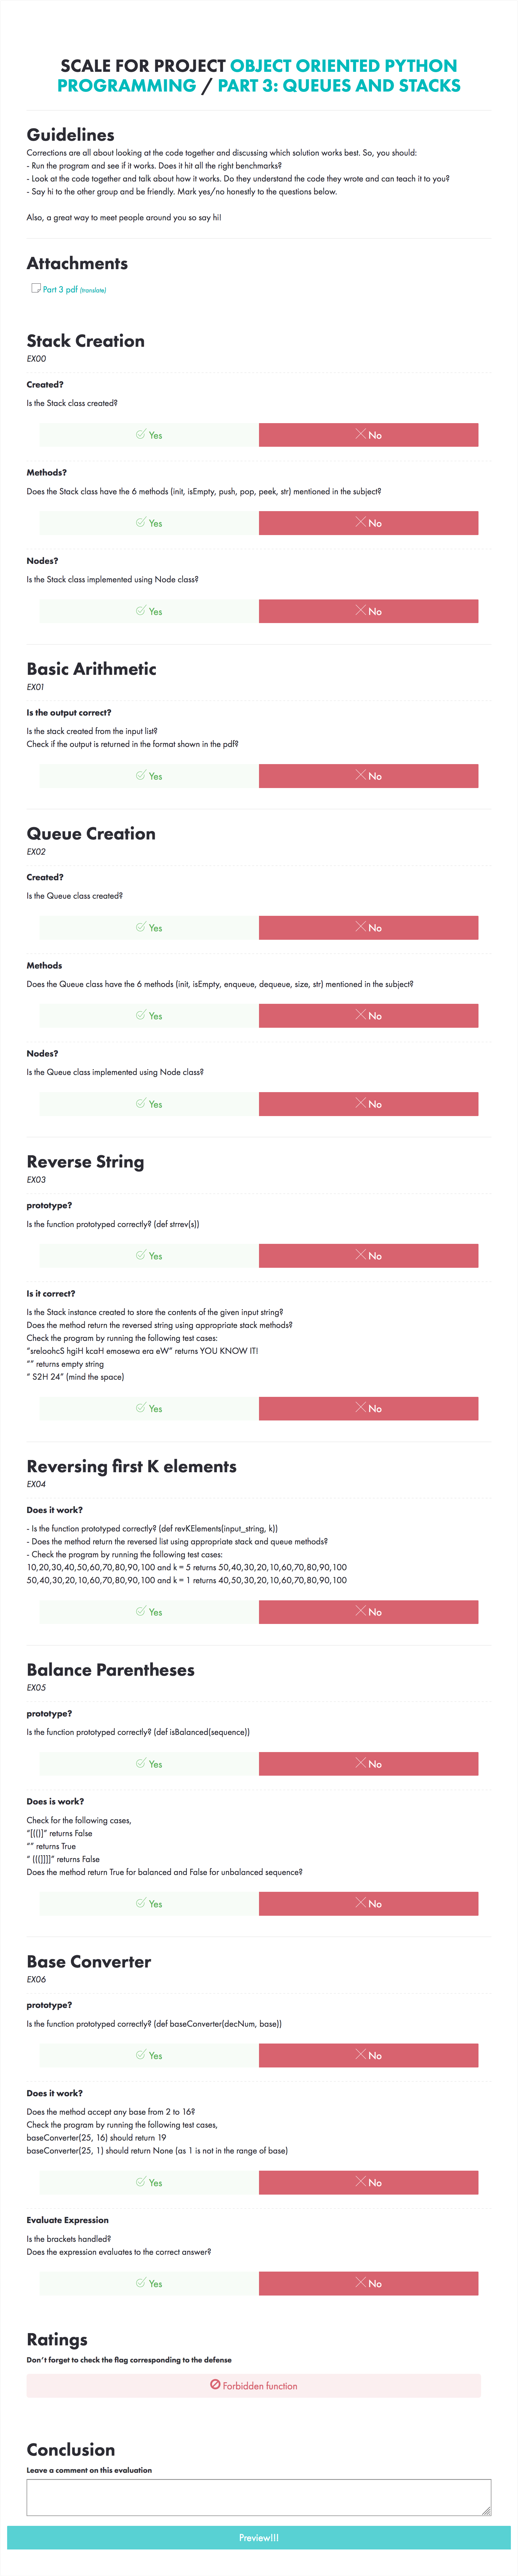 SCALE FOR PROJECT OBJECT ORIENTED PYTHON
PROGRAMMING / PART 3: QUEUES AND STACKS
Guidelines
Corrections are all about looking at the code together and discussing which solution works best. So, you should:
- Run the program and see if it works. Does it hit all the right benchmarks?
- Look at the code together and talk about how it works. Do they understand the code they wrote and can teach it to you?
- Say hi to the other group and be friendly. Mark yes/no honestly to the questions below.
Also, a great way to meet people around you so say hi!
Attachments
Part 3 pdf (translate)
Stack Creation
EX00
Created?
Is the Stack class created?
Yes
No
Methods?
Does the Stack class have the 6 methods (init, isEmpty, push, pop, peek, str) mentioned in the subject?
Yes
No
Nodes?
Is the Stack class implemented using Node class?
Yes
No
Basic Arithmetic
EX01
Is the output correct?
Is the stack created from the input list?
Check if the output is returned in the format shown in the pdf?
Yes
No
Queue Creation
EX02
Created?
Is the Queue class created?
Yes
No
Methods
Does the Queue class have the 6 methods (init, isEmpty, enqueue, dequeue, size, str) mentioned in the subject?
Yes
No
Nodes?
Is the Queue class implemented using Node class?
Yes
No
Reverse String
EX03
prototype?
Is the function prototyped correctly? (def strrev(s))
Yes
No
Is it correct?
Is the Stack instance created to store the contents of the given input string?
Does the method return the reversed string using appropriate stack methods?
Check the program by running the following test cases:
“sreloohcS hgiH kcaH emosewa era eW” returns YOU KNOW IT!
“” returns empty string
“ S2H 24” (mind the space)
Yes
No
Reversing first K elements
EX04
Does it work?
- Is the function prototyped correctly? (def revKElements(input_string, k))
- Does the method return the reversed list using appropriate stack and queue methods?
- Check the program by running the following test cases:
10,20,30,40,50,60,70,80,90,100 and k = 5 returns 50,40,30,20,10,60,70,80,90,100
50,40,30,20,10,60,70,80,90,100 and k = 1 returns 40,50,30,20,10,60,70,80,90,100
Yes
No
Balance Parentheses
EX05
prototype?
Is the function prototyped correctly? (def isBalanced(sequence))
Yes
No
Does is work?
Check for the following cases,
“[{()]” returns False
“” returns True
“ {((]]]]” returns False
Does the method return True for balanced and False for unbalanced sequence?
Yes
No
Base Converter
EX06
prototype?
Is the function prototyped correctly? (def baseConverter(decNum, base))
Yes
No
Does it work?
Does the method accept any base from 2 to 16?
Check the program by running the following test cases,
baseConverter(25, 16) should return 19
baseConverter(25, 1) should return None (as 1 is not in the range of base)
Yes
No
Evaluate Expression
Is the brackets handled?
Does the expression evaluates to the correct answer?
Yes
No
Ratings
Don’t forget to check the flag corresponding to the defense
Forbidden function
Conclusion
Leave a comment on this evaluation
Preview!!!